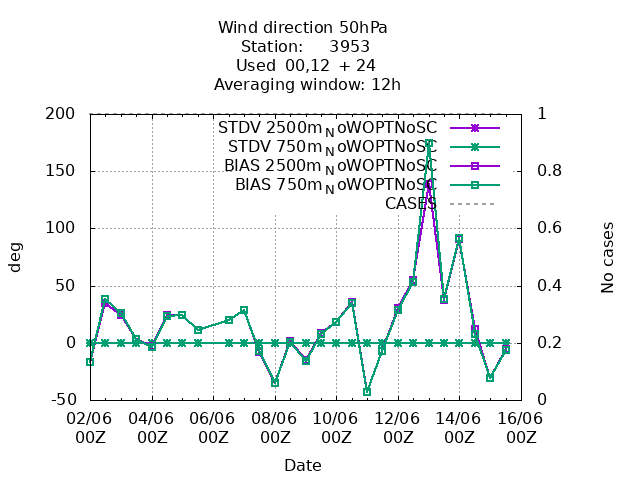 Wind direction 50hPa
Station: 3953
Used 00,12 + 24
Averaging window: 12h
200 1
STDV 2500m_NoWOPTNoSC
STDV 750m_NoWOPTNoSC
150 0.8
BIAS 2500m_NoWOPTNoSC
BIAS 750m_NoWOPTNoSC
CASES
100 0.6
deg
No cases
50 0.4
0 0.2
-50 0
02/06 04/06 06/06 08/06 10/06 12/06 14/06 16/06
00Z 00Z 00Z 00Z 00Z 00Z 00Z 00Z
Date